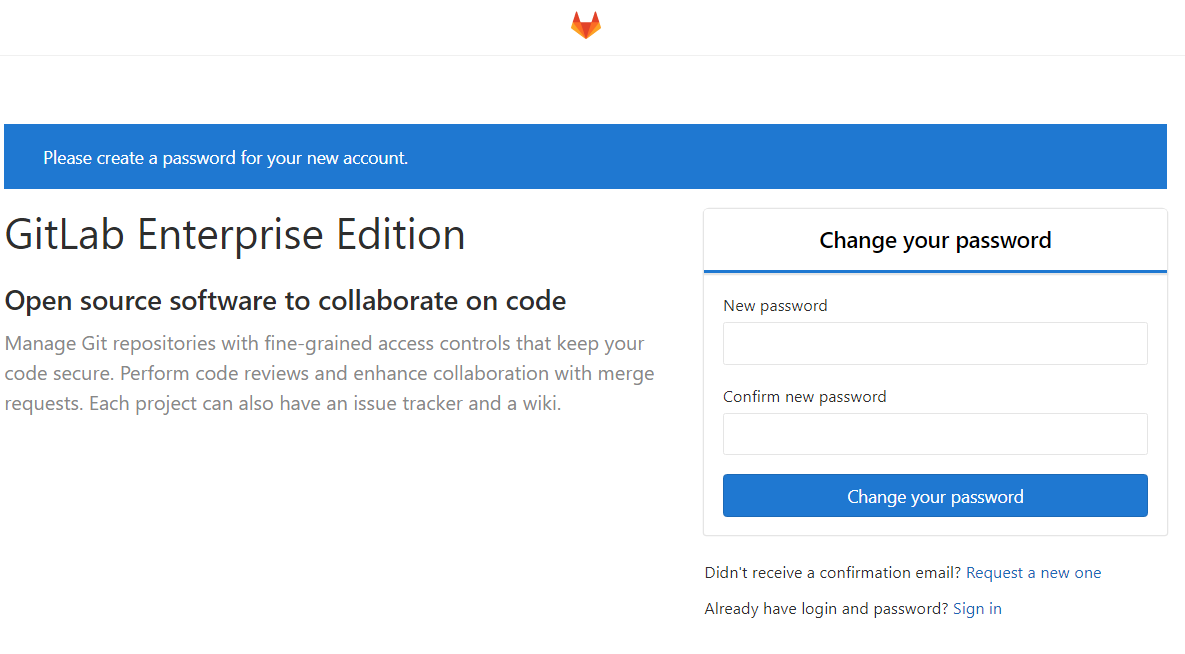 Please create a password for your new account.
GitLab Enterprise Edition
Open source software to collaborate on code
Manage Git repositories with fine-grained access controls that keep your
code secure. Perform code reviews and enhance collaboration with merge
requests. Each project can also have an issue tracker and a wiki.
Change your password
New password
Confirm new password
Change your password
Didn't receive a confirmation email? Request a new one
Already have login and password? Sign in